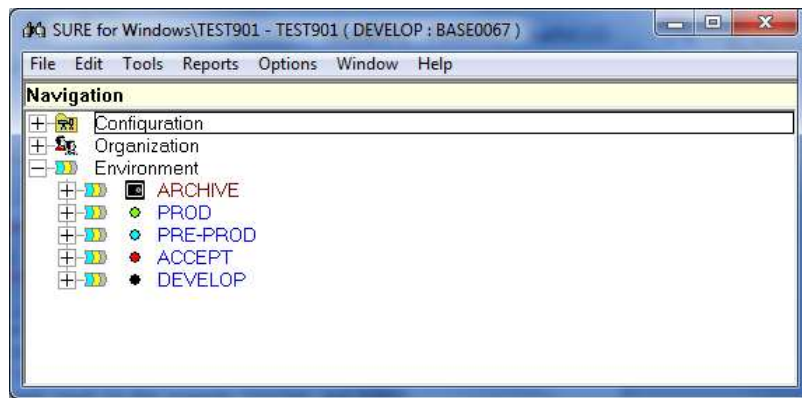 SURE for Windows\TEST901 - TEST901 ( DEVELOP : BASE0067 )
File Edit Tools Reports Options Window Help
Navigation
Configuration
Organization
Environment
ARCHIVE
PROD
PRE-PROD
ACCEPT
DEVELOP